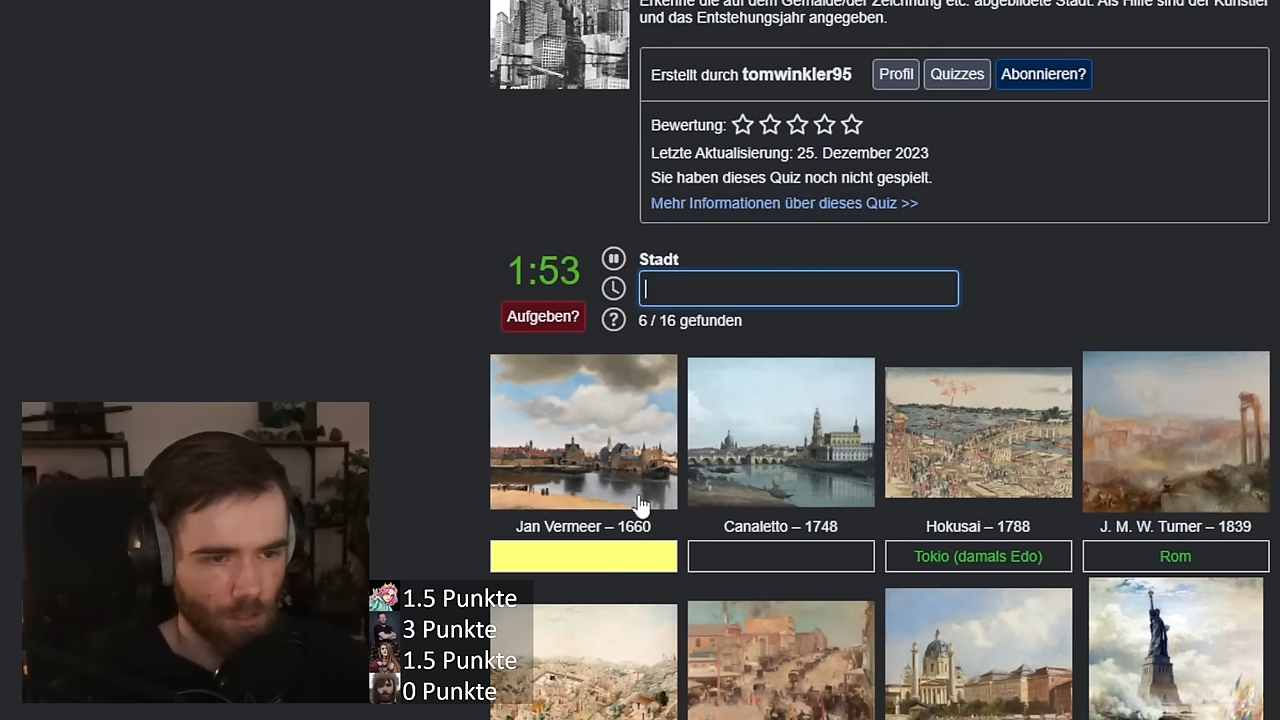 Erkenne die auf dem Gemälde/der Zeichnung etc. abgebildete Stadt. Als Hilfe sind der Künstler
und das Entstehungsjahr angegeben.
Erstellt durch tomwinkler95 Profil Quizzes Abonnieren?
Bewertung:
Letzte Aktualisierung: 25. Dezember 2023
Sie haben dieses Quiz noch nicht gespielt.
Mehr Informationen über dieses Quiz >>
1:53
Aufgeben?
?
Stadt
6 / 16 gefunden
Jan Vermeer – 1660
Canaletto – 1748
Hokusai – 1788
J. M. W. Turner – 1839
Tokio (damals Edo)
Rom
1.5 Punkte
3 Punkte
1.5 Punkte
0 Punkte